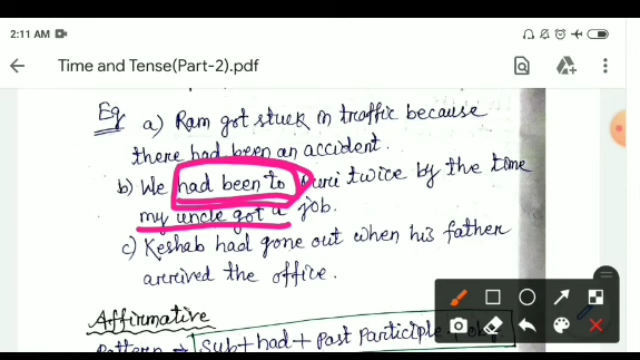 2:11 AM
Time and Tense(Part-2).pdf
Eg a) Ram got stuck in traffic because
there had been an accident.
b) We had been to Puri twice by the time
my uncle got a job.
c) Keshab had gone out when his father
arrived the office.
Affirmative
Pattern → Sub + had + Past Participle